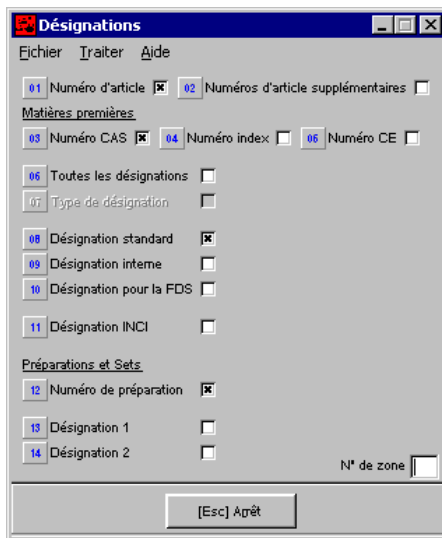 Désignations
Fichier Traiter Aide
01 Numéro d'article 02 Numéros d'article supplémentaires
Matières premières
03 Numéro CAS 04 Numéro index 05 Numéro CE
06 Toutes les désignations
07 Type de désignation
08 Désignation standard
09 Désignation interne
10 Désignation pour la FDS
11 Désignation INCI
Préparations et Sets
12 Numéro de préparation
13 Désignation 1
14 Désignation 2
N° de zone
[Esc] Arrêt